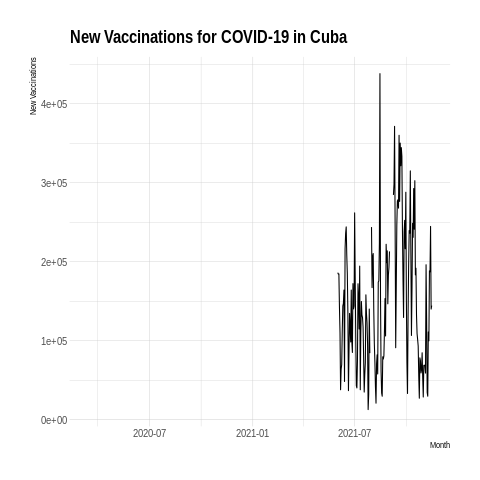 New Vaccinations for COVID-19 in Cuba
New Vaccinations
4e+05
3e+05
2e+05
1e+05
0e+00
2020-07 2021-01 2021-07
Month